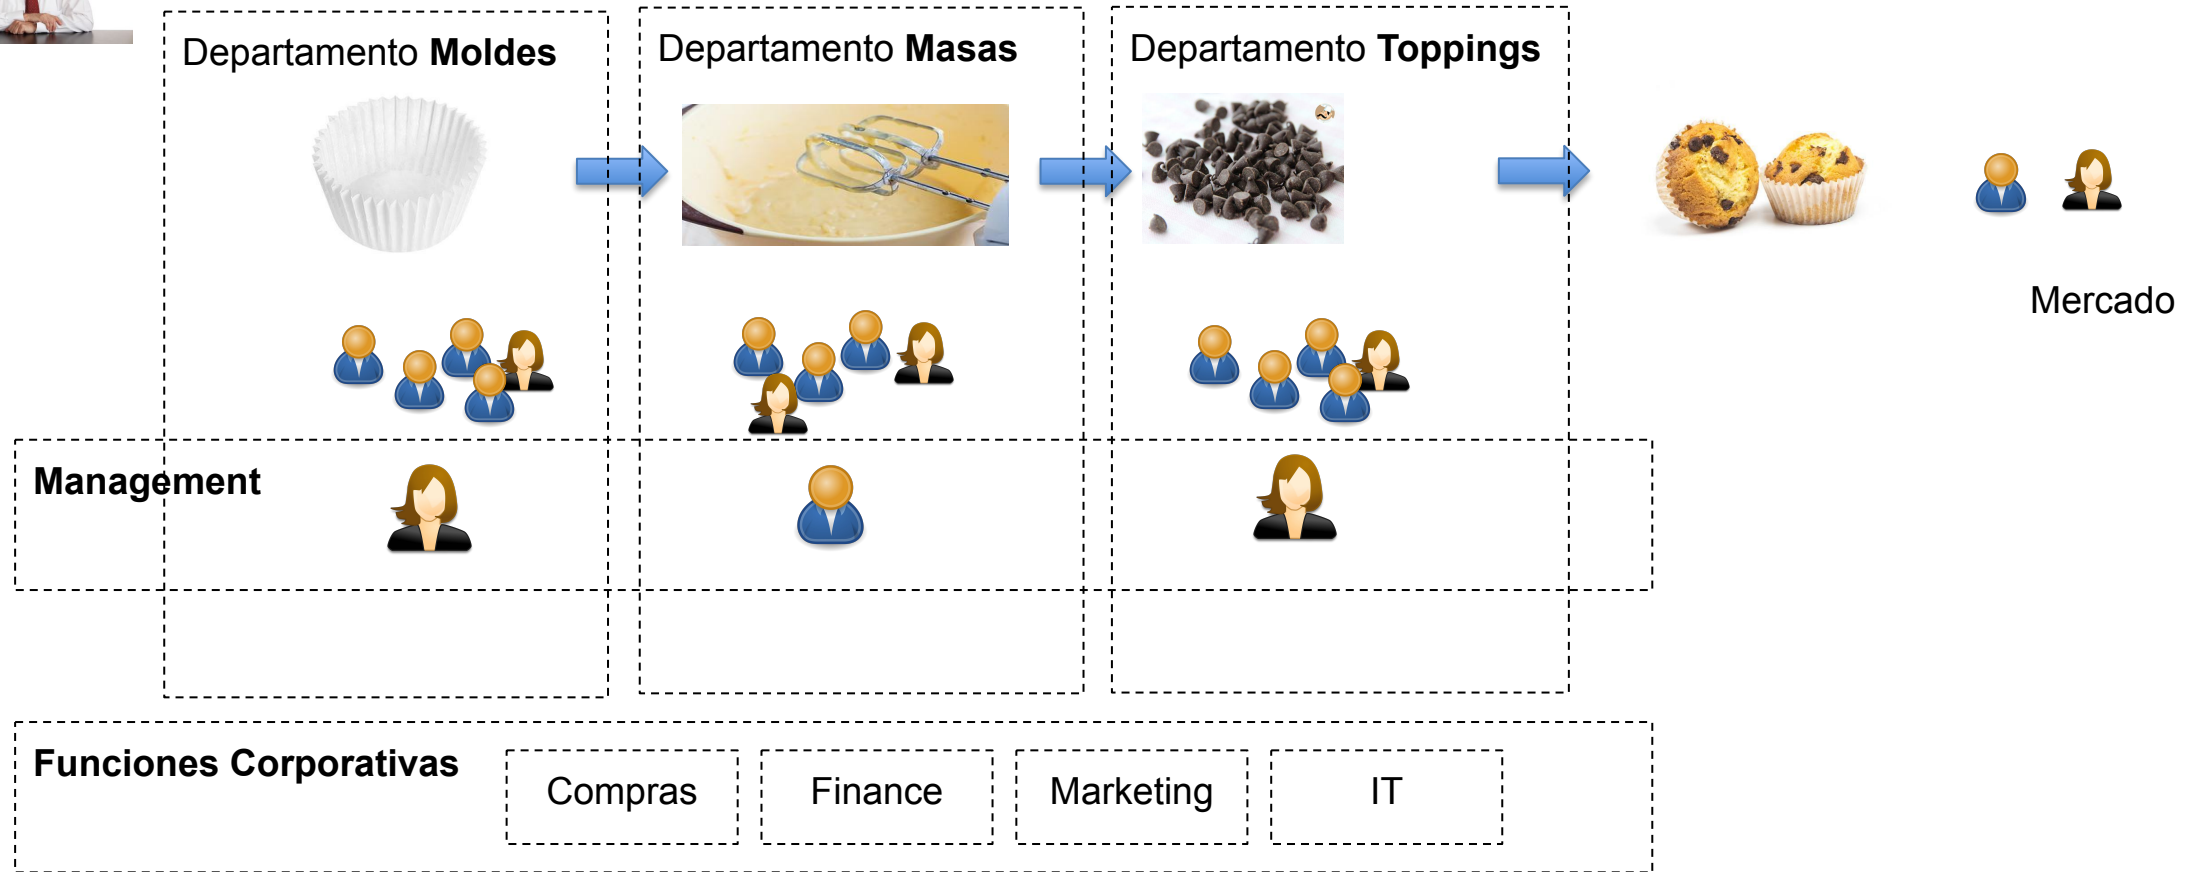 Departamento Moldes
Departamento Masas
Departamento Toppings
Mercado
Management
Funciones Corporativas
Compras
Finance
Marketing
IT